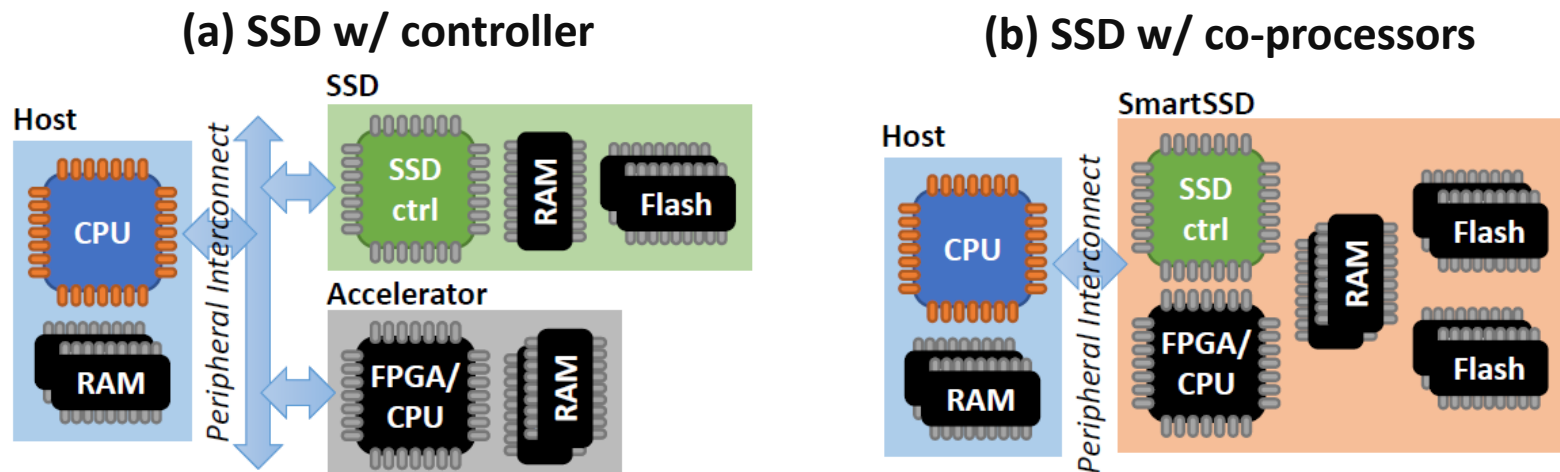 (a) SSD w/ controller
Host
CPU
RAM
Peripheral Interconnect
SSD
SSD
ctrl
RAM
Flash
Accelerator
FPGA/
CPU
RAM
(b) SSD w/ co-processors
Host
CPU
RAM
Peripheral Interconnect
SmartSSD
SSD
ctrl
FPGA/
CPU
RAM
Flash
Flash